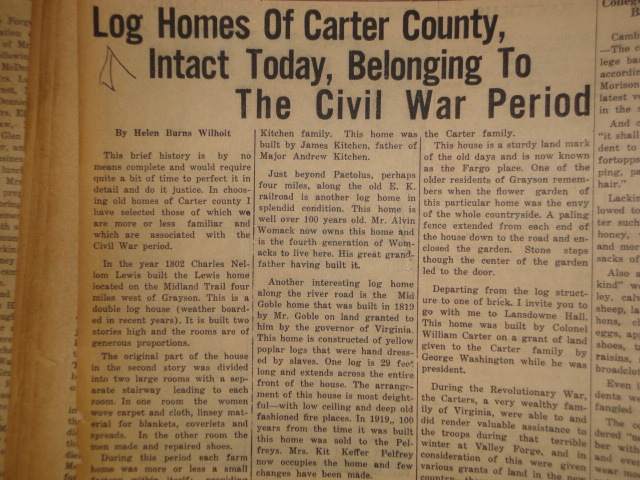 Log Homes Of Carter County,
Intact Today, Belonging To
The Civil War Period
By Helen Burns Wilhoit
This brief history is by no
means complete and would require
quite a bit of time to perfect it in
detail and do it justice. In choos-
ing old homes of Carter county I
have selected those of which we
are more or less familiar and
which are associated with the
Civil War period.
In the year 1802 Charles Nel-
lom Lewis built the Lewis home
located on the Midland Trail four
miles west of Grayson. This is a
double log house (weather board-
ed in recent years). It is built two
stories high and the rooms are of
generous proportions.
The original part of the house
in the second story was divided
into two large rooms with a sep-
arate stairway leading to each
room. In one room the women
wove carpet and cloth, linsey mat-
erial for blankets, coverlets and
spreads. In the other room the
men made and repaired shoes.
During this period each farm
home was more or less a small
Kitchen family. This home was
built by James Kitchen, father of
Major Andrew Kitchen.
Just beyond Pactolus, perhaps
four miles, along the old E. K.
railroad is another log home in
splendid condition. This home is
well over 100 years old. Mr. Alvin
Womack now owns this home and
is the fourth generation of Wom-
acks to live here. His great grand-
father having built it.
Another interesting log home
along the river road is the Mid
Goble home that was built in 1819
by Mr. Goble on land granted to
him by the governor of Virginia.
This home is constructed of yellow
poplar logs that were hand dress-
ed by slaves. One log is 29 feet
long and extends across the entire
front of the house. The arrange-
ment of this house is most deight-
ful—with low ceiling and deep old
fashioned fire places. In 1919,, 100
years from the time it was built
this home was sold to the Pel-
freys. Mrs. Kit Keffer Pelfrey
now occupies the home and few
changes have been made.
the Carter family.
This house is a sturdy land mark
of the old days and is now known
as the Fargo place. One of the
older residents of Grayson remem-
bers when the flower garden of
this particular home was the envy
of the whole countryside. A paling
fence extended from each end of
the house down to the road and en-
closed the garden. Stone steps
though the center of the garden
led to the door.
Departing from the log struct-
ure to one of brick. I invite you to
go with me to Lansdowne Hall.
This home was built by Colonel
William Carter on a grant of land
given to the Carter family by
George Washington while he was
president.
During the Revolutionary War,
the Carters, a very wealthy fam-
ily of Virginia, were able to and
did render valuable assistance to
the troops during that terrible
winter at Valley Forge, and in
consideration of this were given
various grants of land in the new